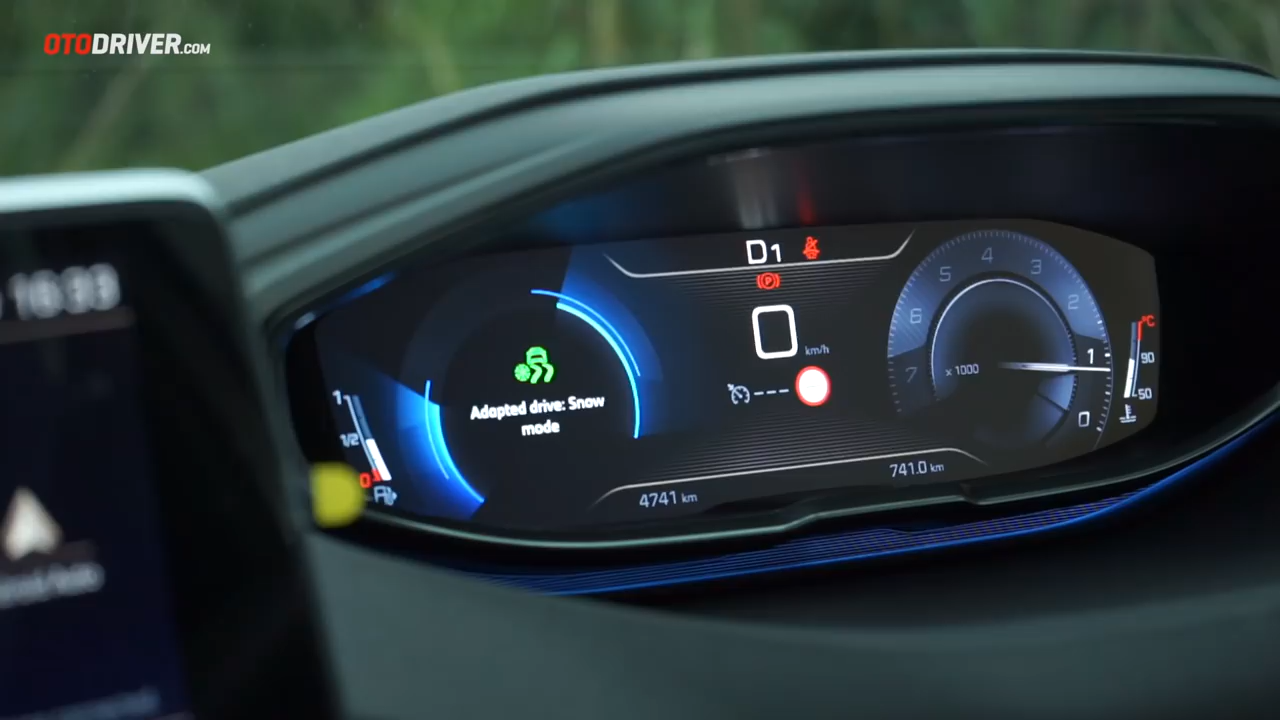 OTODRIVER.COM
16:33
D1
P
0
km/h
Adapted drive: Snow
mode
1
1/2
0
7
6
5
4
3
2
1
0
x 1000
°C
90
50
4741 km
741.0 km